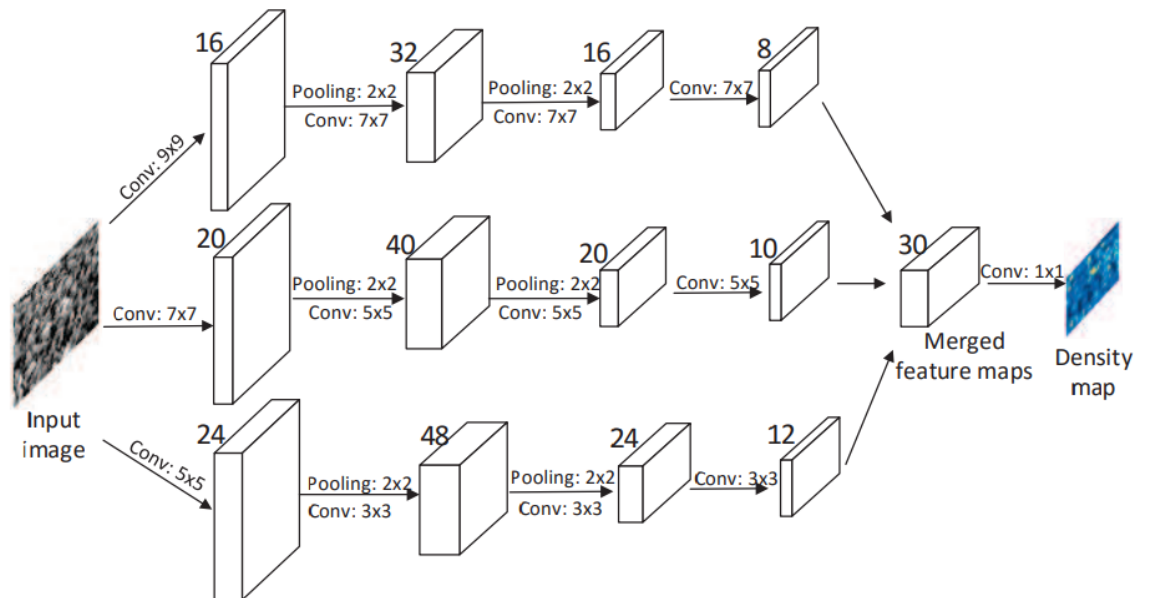 16
Pooling: 2x2
Conv: 7x7
32
Pooling: 2x2
Conv: 7x7
16
Conv: 7x7
8
Conv: 9x9
Input
image
Conv: 7x7
20
Pooling: 2x2
Conv: 5x5
40
Pooling: 2x2
Conv: 5x5
20
Conv: 5x5
10
30
Merged
feature maps
Conv: 1x1
Density
map
Conv: 5x5
24
Pooling: 2x2
Conv: 3x3
48
Pooling: 2x2
Conv: 3x3
24
Conv: 3x3
12